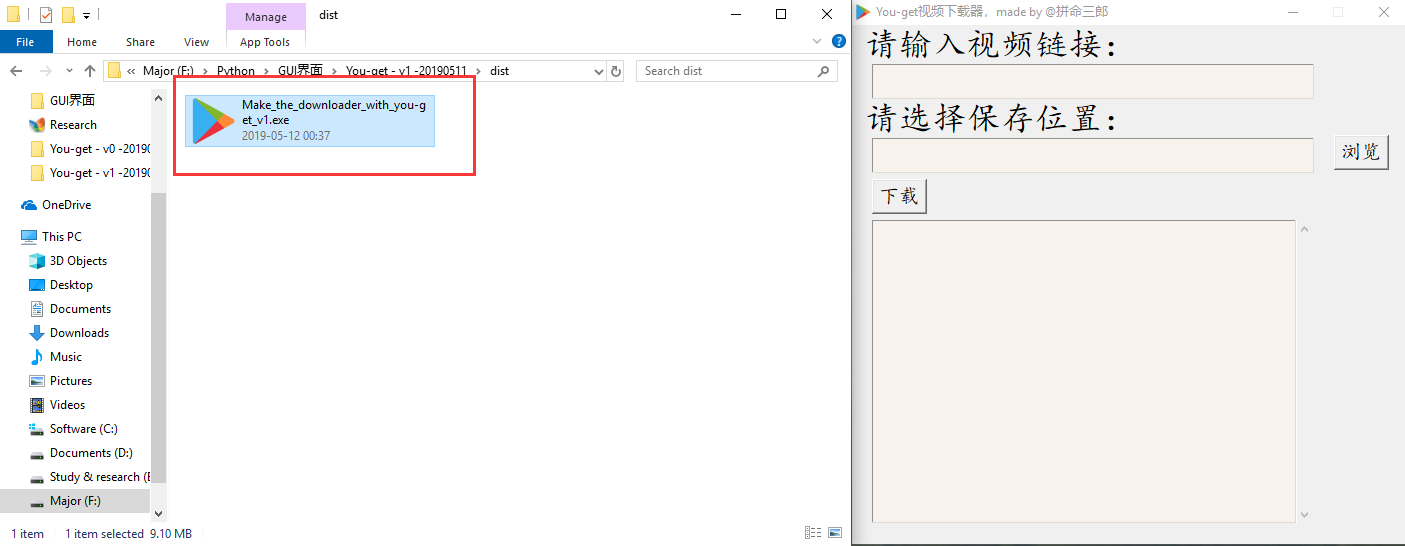 Manage
dist
File
Home
Share
View
App Tools
«  Major (F:) > Python > GUI界面 > You-get - v1 -20190511 > dist
Search dist
GUI界面
Research
You-get - v0 -20190
You-get - v1 -20190
OneDrive
This PC
3D Objects
Desktop
Documents
Downloads
Music
Pictures
Videos
Software (C:)
Documents (D:)
Study & research (E
Major (F:)
Make_the_downloader_with_you-g
et_v1.exe
2019-05-12 00:37
1 item
1 item selected  9.10 MB
You-get视频下载器，made by @拼命三郎
请输入视频链接：
请选择保存位置：
浏览
下载